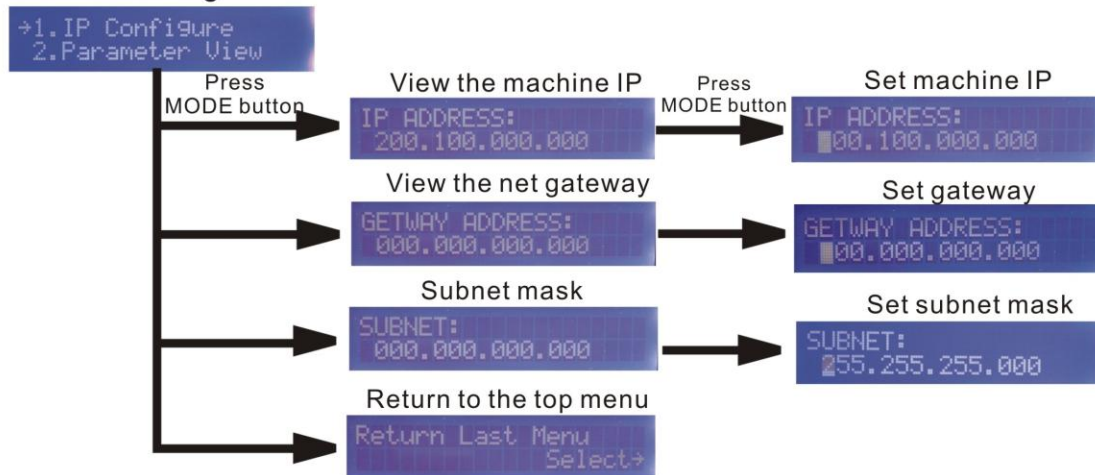 →1.IP Configure
2.Parameter View
Press
MODE button
View the machine IP
IP ADDRESS:
200.100.000.000
Press
MODE button
Set machine IP
IP ADDRESS:
00.100.000.000
View the net gateway
GETWAY ADDRESS:
000.000.000.000
Set gateway
GETWAY ADDRESS:
00.000.000.000
Subnet mask
SUBNET:
000.000.000.000
Set subnet mask
SUBNET:
255.255.255.000
Return to the top menu
Return Last Menu
Select→